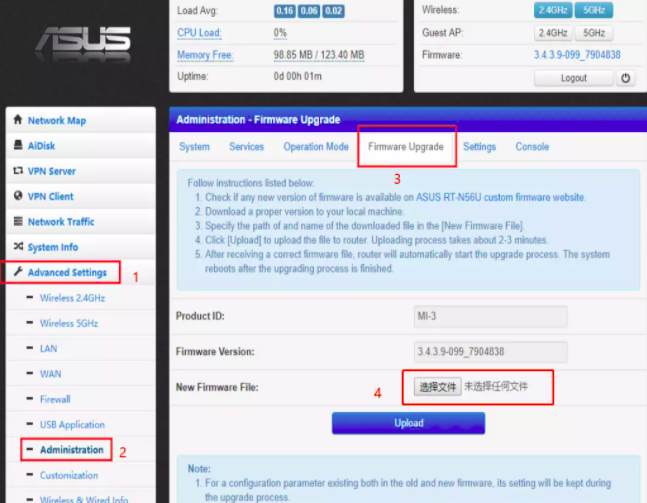 ASUS
Load Avg: 0.16 0.06 0.02
CPU Load: 0%
Memory Free: 98.85 MB / 123.40 MB
Uptime: 0d 00h 01m
Wireless: 2.4GHz 5GHz
Guest AP: 2.4GHz 5GHz
Firmware: 3.4.3.9-099_7904838
Logout
Network Map
AiDisk
VPN Server
VPN Client
Network Traffic
System Info
Advanced Settings 1
Wireless 2.4GHz
Wireless 5GHz
LAN
WAN
Firewall
USB Application
Administration 2
Customization
Wireless & Wired Info
Administration - Firmware Upgrade
System Services Operation Mode Firmware Upgrade Settings Console
3
Follow instructions listed below:
1. Check if any new version of firmware is available on ASUS RT-N56U custom firmware website.
2. Download a proper version to your local machine.
3. Specify the path of and name of the downloaded file in the [New Firmware File].
4. Click [Upload] to upload the file to router. Uploading process takes about 2-3 minutes.
5. After receiving a correct firmware file, router will automatically start the upgrade process. The system
reboots after the upgrading process is finished.
Product ID: MI-3
Firmware Version: 3.4.3.9-099_7904838
New Firmware File: 4 选择文件 未选择任何文件
Upload
Note:
1. For a configuration parameter existing both in the old and new firmware, its setting will be kept during
the upgrade process.